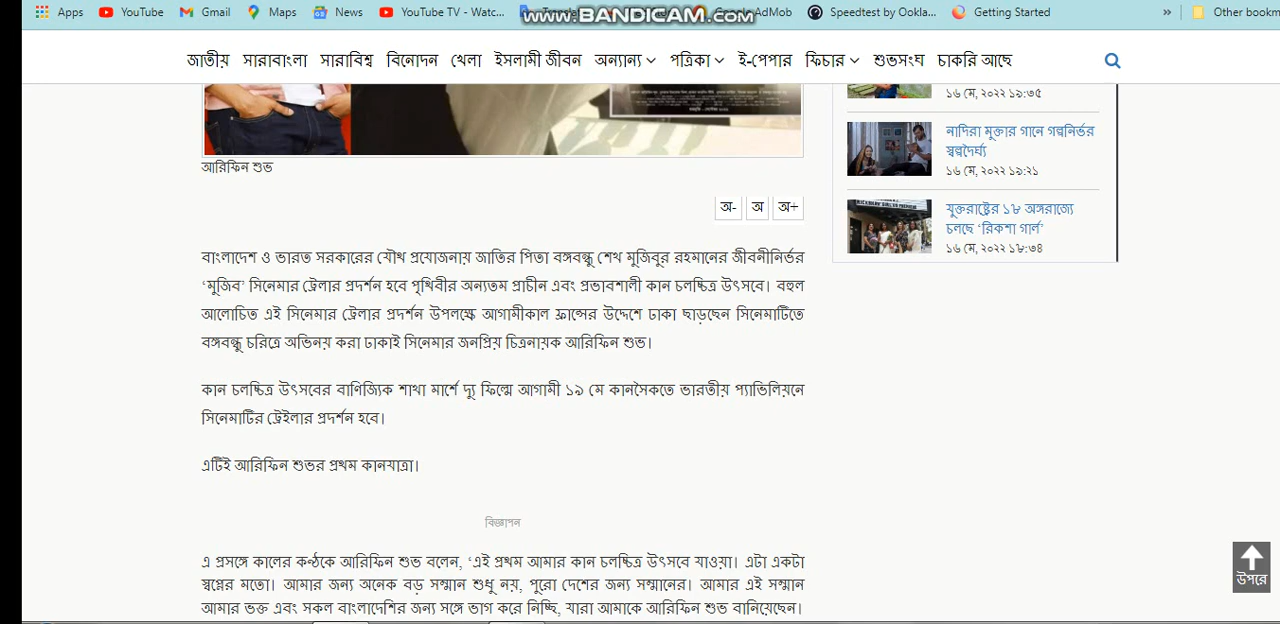 Apps YouTube Gmail Maps News YouTube TV - Watc... AdMob Speedtest by Ookla... Getting Started » Other bookm
www.BANDICAM.com
জাতীয় সারাবাংলা সারাবিশ্ব বিনোদন খেলা ইসলামী জীবন অন্যান্য পত্রিকা ই-পেপার ফিচার শুভসংঘ চাকরি আছে
১৬ মে, ২০২২ ১৯:৩৫
নাদিরা মুক্তার গানে গল্পনির্ভর
স্বল্পদৈর্ঘ্য
১৬ মে, ২০২২ ১৯:২১
যুক্তরাষ্ট্রের ১৮ অঙ্গরাজ্যে
চলছে ‘রিকশা গার্ল’
১৬ মে, ২০২২ ১৮:৩৪
আরিফিন শুভ
অ- অ অ+
বাংলাদেশ ও ভারত সরকারের যৌথ প্রযোজনায় জাতির পিতা বঙ্গবন্ধু শেখ মুজিবুর রহমানের জীবনীনির্ভর
‘মুজিব’ সিনেমার ট্রেলার প্রদর্শন হবে পৃথিবীর অন্যতম প্রাচীন এবং প্রভাবশালী কান চলচ্চিত্র উৎসবে। বহুল
আলোচিত এই সিনেমার ট্রেলার প্রদর্শন উপলক্ষে আগামীকাল ফ্রান্সের উদ্দেশে ঢাকা ছাড়ছেন সিনেমাটিতে
বঙ্গবন্ধু চরিত্রে অভিনয় করা ঢাকাই সিনেমার জনপ্রিয় চিত্রনায়ক আরিফিন শুভ।
কান চলচ্চিত্র উৎসবের বাণিজ্যিক শাখা মার্শে দ্যু ফিল্মে আগামী ১৯ মে কানসৈকতে ভারতীয় প্যাভিলিয়নে
সিনেমাটির ট্রেইলার প্রদর্শন হবে।
এটিই আরিফিন শুভর প্রথম কানযাত্রা।
বিজ্ঞাপন
এ প্রসঙ্গে কালের কণ্ঠকে আরিফিন শুভ বলেন, ‘এই প্রথম আমার কান চলচ্চিত্র উৎসবে যাওয়া। এটা একটা
স্বপ্নের মতো। আমার জন্য অনেক বড় সম্মান শুধু নয়, পুরো দেশের জন্য সম্মানের। আমার এই সম্মান
আমার ভক্ত এবং সকল বাংলাদেশির জন্য সঙ্গে ভাগ করে নিচ্ছি, যারা আমাকে আরিফিন শুভ বানিয়েছেন।
উপরে